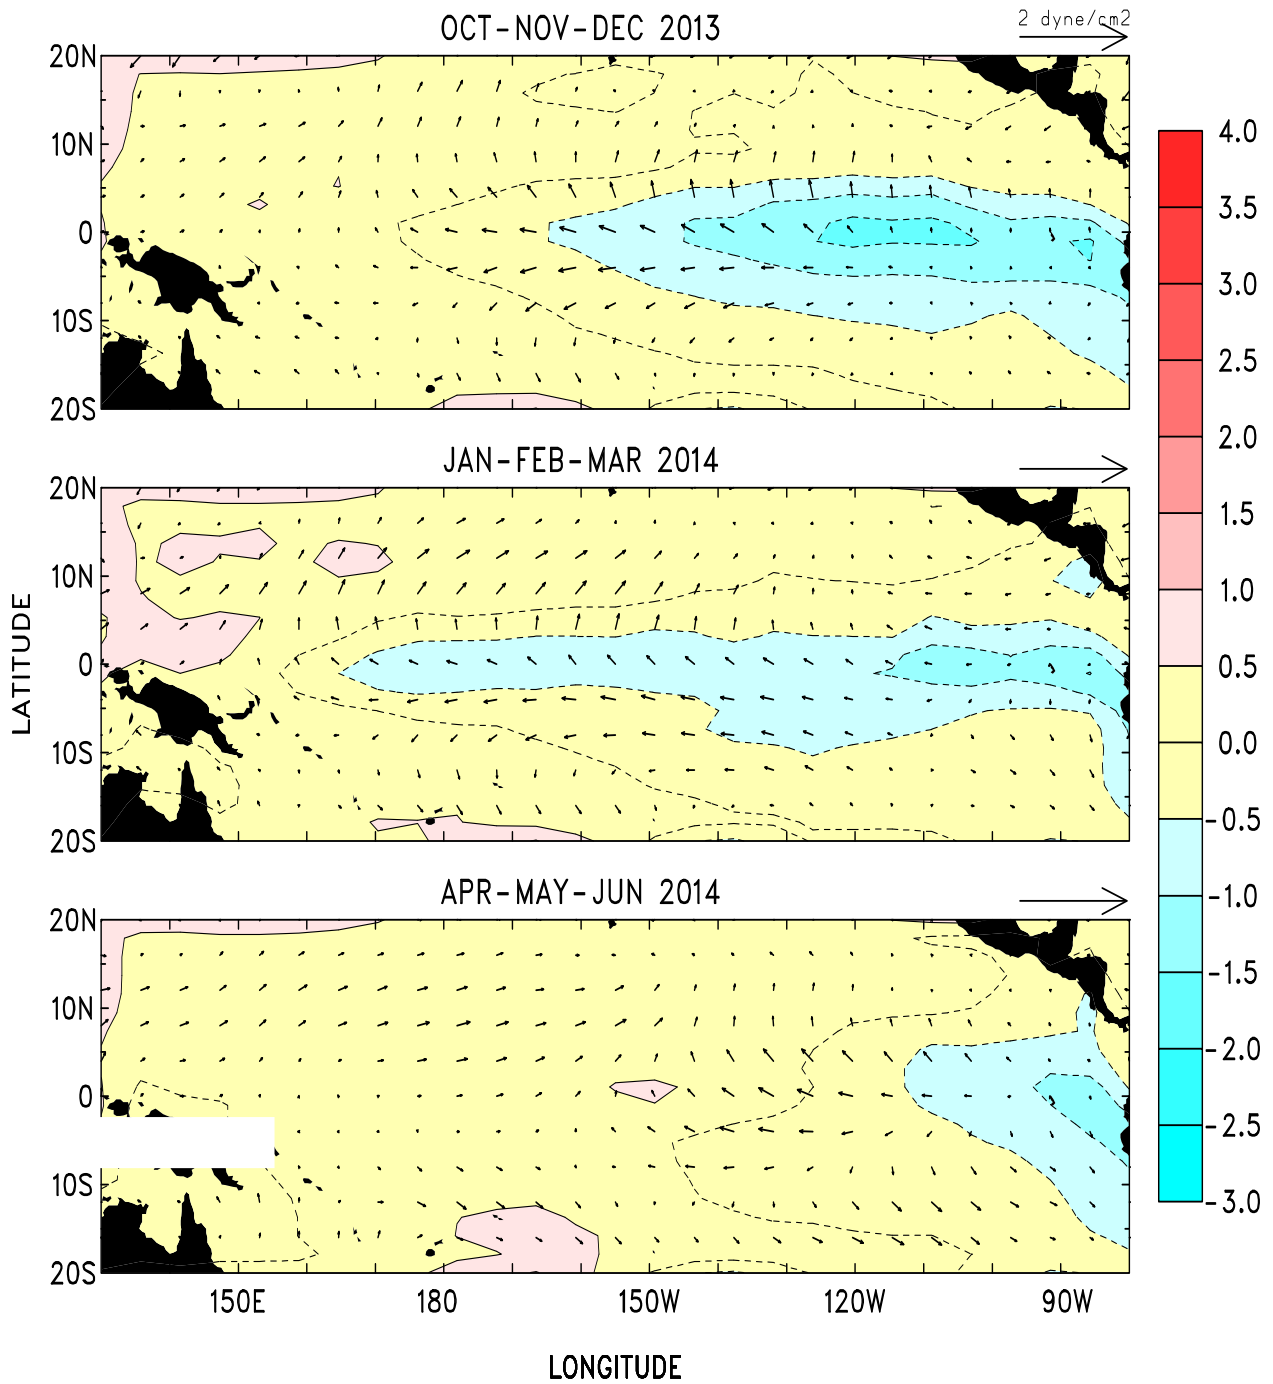 OCT-NOV-DEC 2013
2 dyne/cm2
20N
10N
0
10S
20S
JAN-FEB-MAR 2014
20N
10N
0
10S
20S
LATITUDE
APR-MAY-JUN 2014
20N
10N
0
10S
20S
150E 180 150W 120W 90W
LONGITUDE
4.0
3.5
3.0
2.5
2.0
1.5
1.0
0.5
0.0
-0.5
-1.0
-1.5
-2.0
-2.5
-3.0